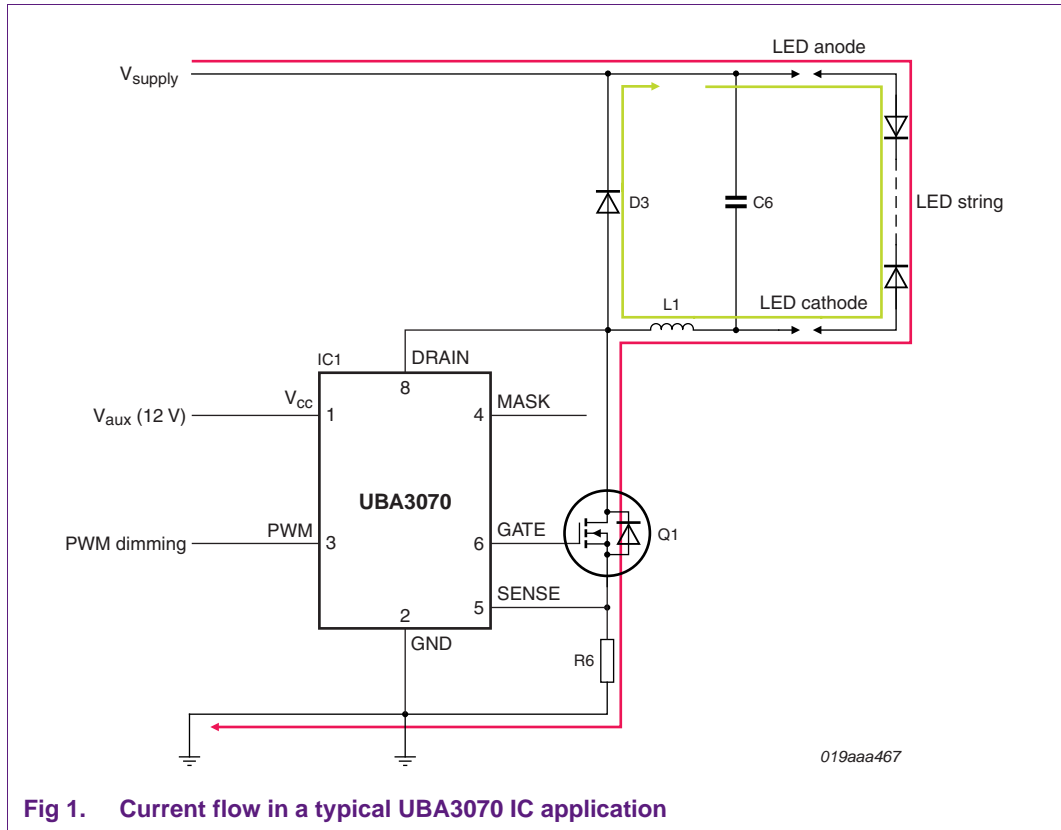 LED anode
Vsupply
D3
C6
LED string
L1
LED cathode
IC1
DRAIN
8
Vcc
Vaux (12 V)
1
4
MASK
UBA3070
PWM dimming
PWM
3
6
GATE
Q1
5
SENSE
2
GND
R6
019aaa467
Fig 1. Current flow in a typical UBA3070 IC application